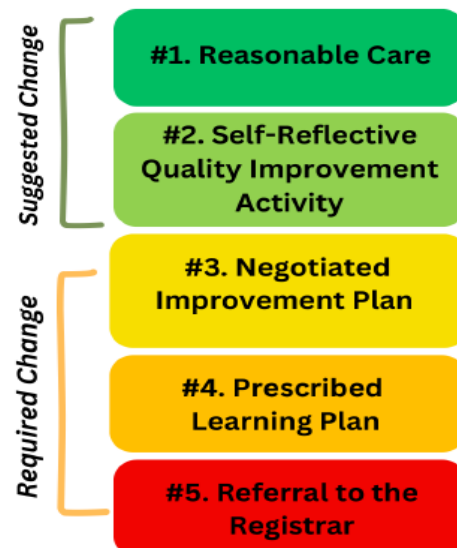 Suggested Change
#1. Reasonable Care
#2. Self-Reflective
Quality Improvement
Activity
Required Change
#3. Negotiated
Improvement Plan
#4. Prescribed
Learning Plan
#5. Referral to the
Registrar